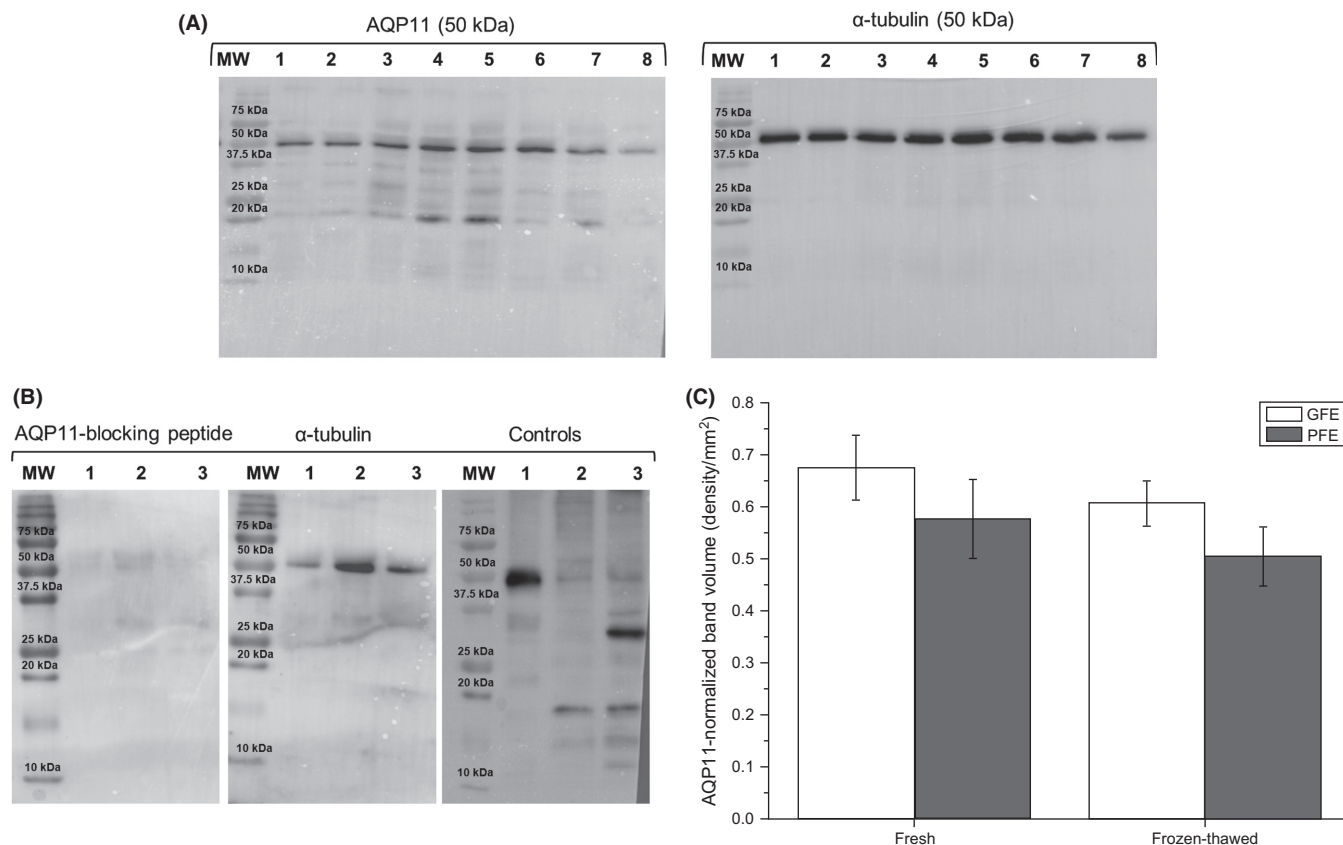 (A)
AQP11 (50 kDa)
MW 1 2 3 4 5 6 7 8
75 kDa
50 kDa
37.5 kDa
25 kDa
20 kDa
10 kDa
α-tubulin (50 kDa)
MW 1 2 3 4 5 6 7 8
75 kDa
50 kDa
37.5 kDa
25 kDa
20 kDa
10 kDa
(B)
AQP11-blocking peptide
MW 1 2 3
75 kDa
50 kDa
37.5 kDa
25 kDa
20 kDa
10 kDa
α-tubulin
MW 1 2 3
75 kDa
50 kDa
37.5 kDa
25 kDa
20 kDa
10 kDa
Controls
MW 1 2 3
75 kDa
50 kDa
37.5 kDa
25 kDa
20 kDa
10 kDa
(C)
AQP11-normalized band volume (density/mm²)
0.8
0.7
0.6
0.5
0.4
0.3
0.2
0.1
0.0
GFE
PFE
Fresh
Frozen-thawed